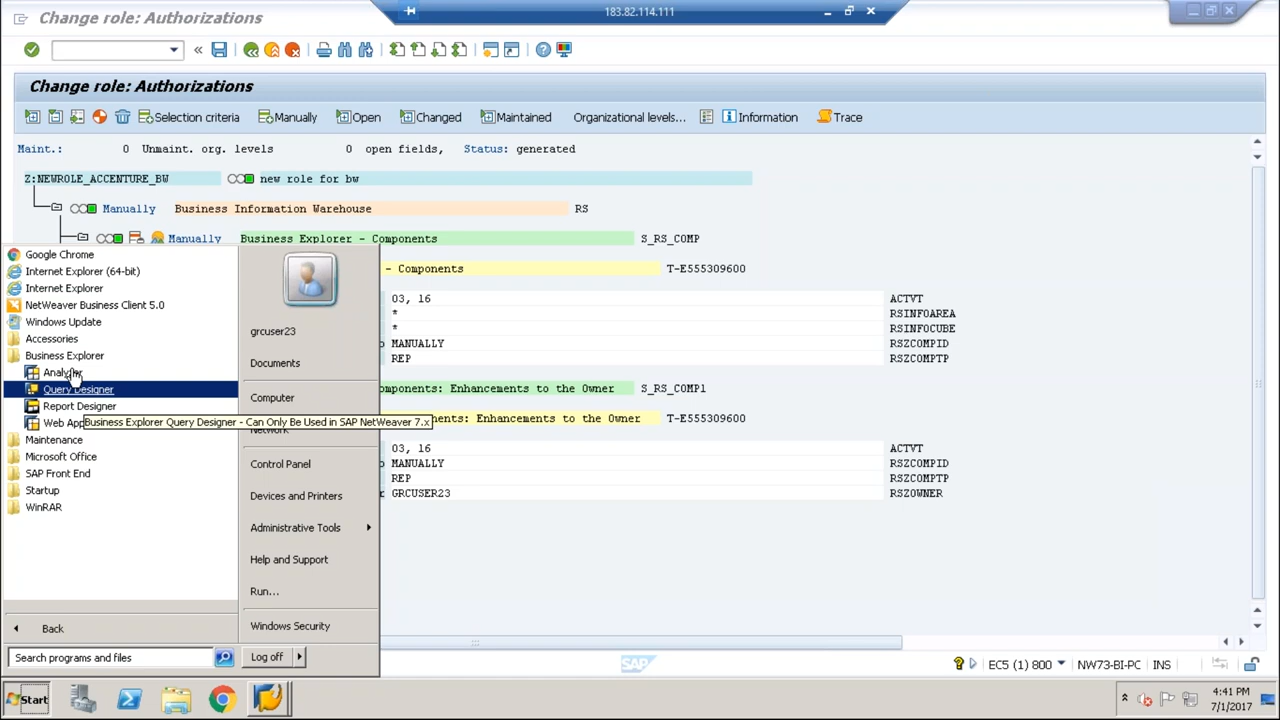 Change role: Authorizations
183.82.114.111
Change role: Authorizations
Selection criteria Manually Open Changed Maintained Organizational levels... Information Trace
Maint.: 0 Unmaint. org. levels 0 open fields, Status: generated
Z:NEWROLE_ACCENTURE_BW new role for bw
Manually Business Information Warehouse RS
Manually Business Explorer - Components S_RS_COMP
- Components T-E555309600
03, 16 ACTVT
* RSINFOAREA
* RSINFOCUBE
MANUALLY RSZCOMPID
REP RSZCOMPTP
omponents: Enhancements to the Owner S_RS_COMP1
nents: Enhancements to the Owner T-E555309600
03, 16 ACTVT
MANUALLY RSZCOMPID
REP RSZCOMPTP
GRCUSER23 RSZOWNER
Google Chrome
Internet Explorer (64-bit)
Internet Explorer
NetWeaver Business Client 5.0
Windows Update
Accessories
Business Explorer
Analyzer
Query Designer
Report Designer
Web App
Business Explorer Query Designer - Can Only Be Used in SAP NetWeaver 7.x
Maintenance
Microsoft Office
SAP Front End
Startup
WinRAR
Back
Search programs and files
grcuser23
Documents
Computer
Network
Control Panel
Devices and Printers
Administrative Tools
Help and Support
Run...
Windows Security
Log off
SAP
EC5 (1) 800 NW73-BI-PC INS
Start
4:41 PM
7/1/2017